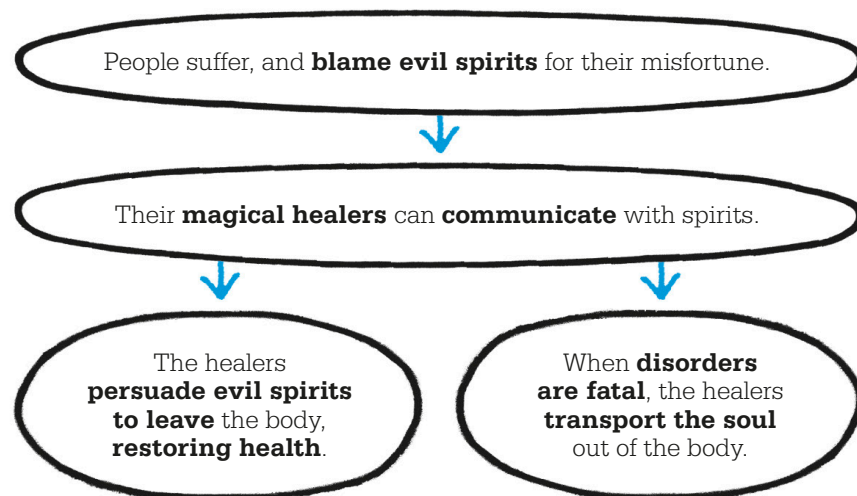 People suffer, and blame evil spirits for their misfortune.
Their magical healers can communicate with spirits.
The healers
persuade evil spirits
to leave the body,
restoring health.
When disorders
are fatal, the healers
transport the soul
out of the body.